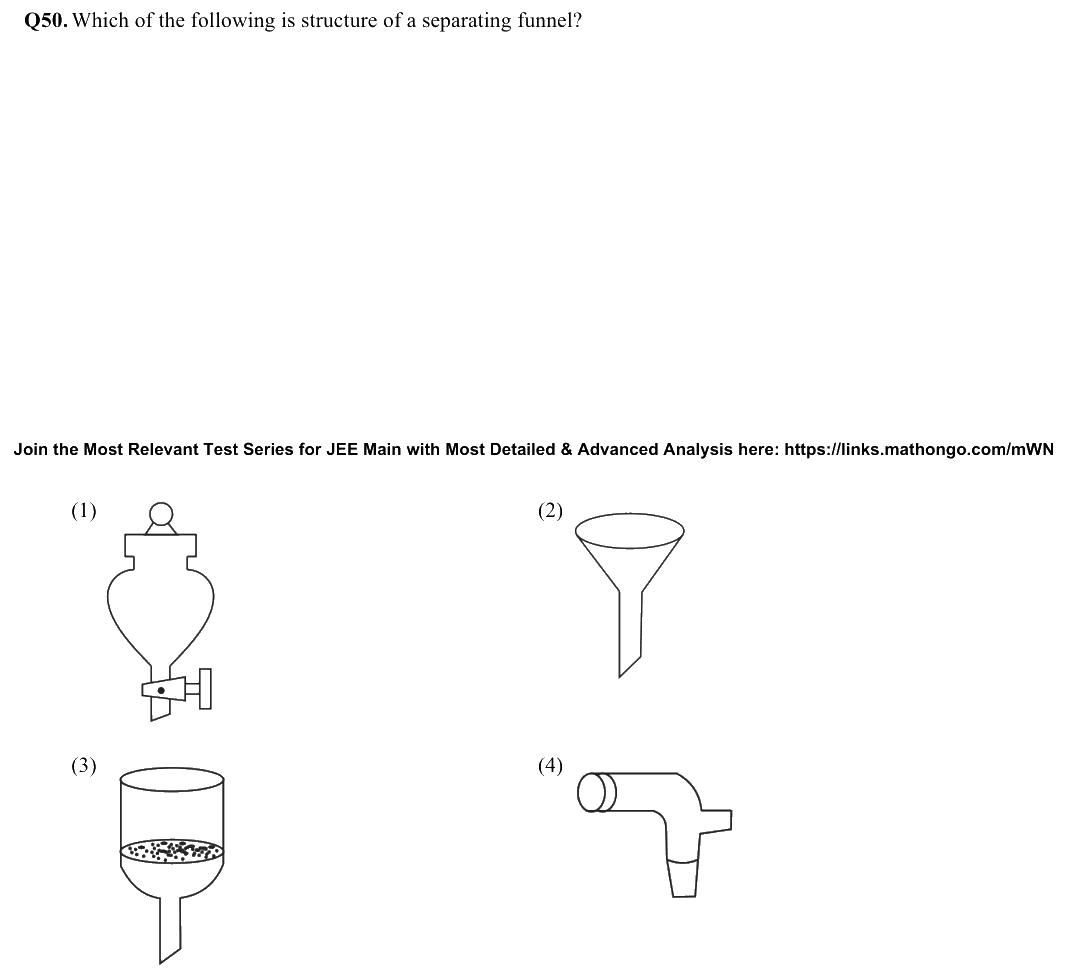 Q50. Which of the following is structure of a separating funnel?
Join the Most Relevant Test Series for JEE Main with Most Detailed & Advanced Analysis here: https://links.mathongo.com/mWN
(1) (2)
(3) (4)